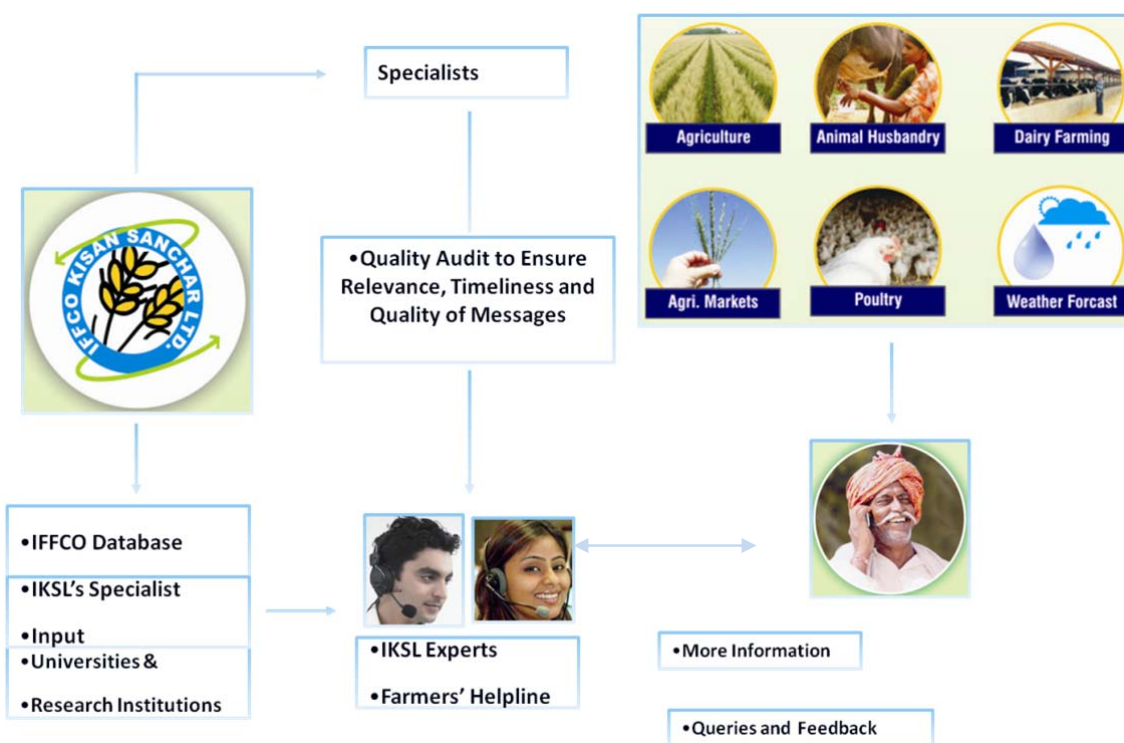 Specialists
Agriculture
Animal Husbandry
Dairy Farming
Agri. Markets
Poultry
Weather Forcast
IFFCO KISAN SANCHAR LTD.
•Quality Audit to Ensure
Relevance, Timeliness and
Quality of Messages
•IFFCO Database
•IKSL's Specialist
Input
•Universities &
Research Institutions
•IKSL Experts
•Farmers' Helpline
•More Information
•Queries and Feedback